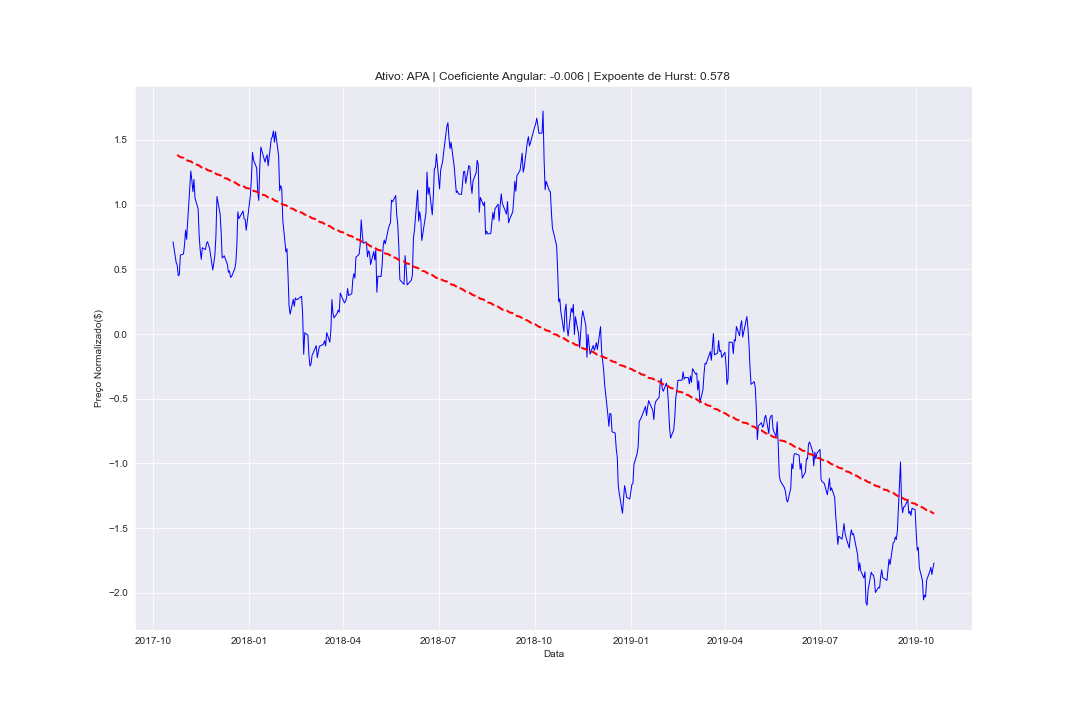 Ativo: APA | Coeficiente Angular: -0.006 | Expoente de Hurst: 0.578
Preço Normalizado($)
1.5
1.0
0.5
0.0
−0.5
−1.0
−1.5
−2.0
2017-10 2018-01 2018-04 2018-07 2018-10 2019-01 2019-04 2019-07 2019-10
Data